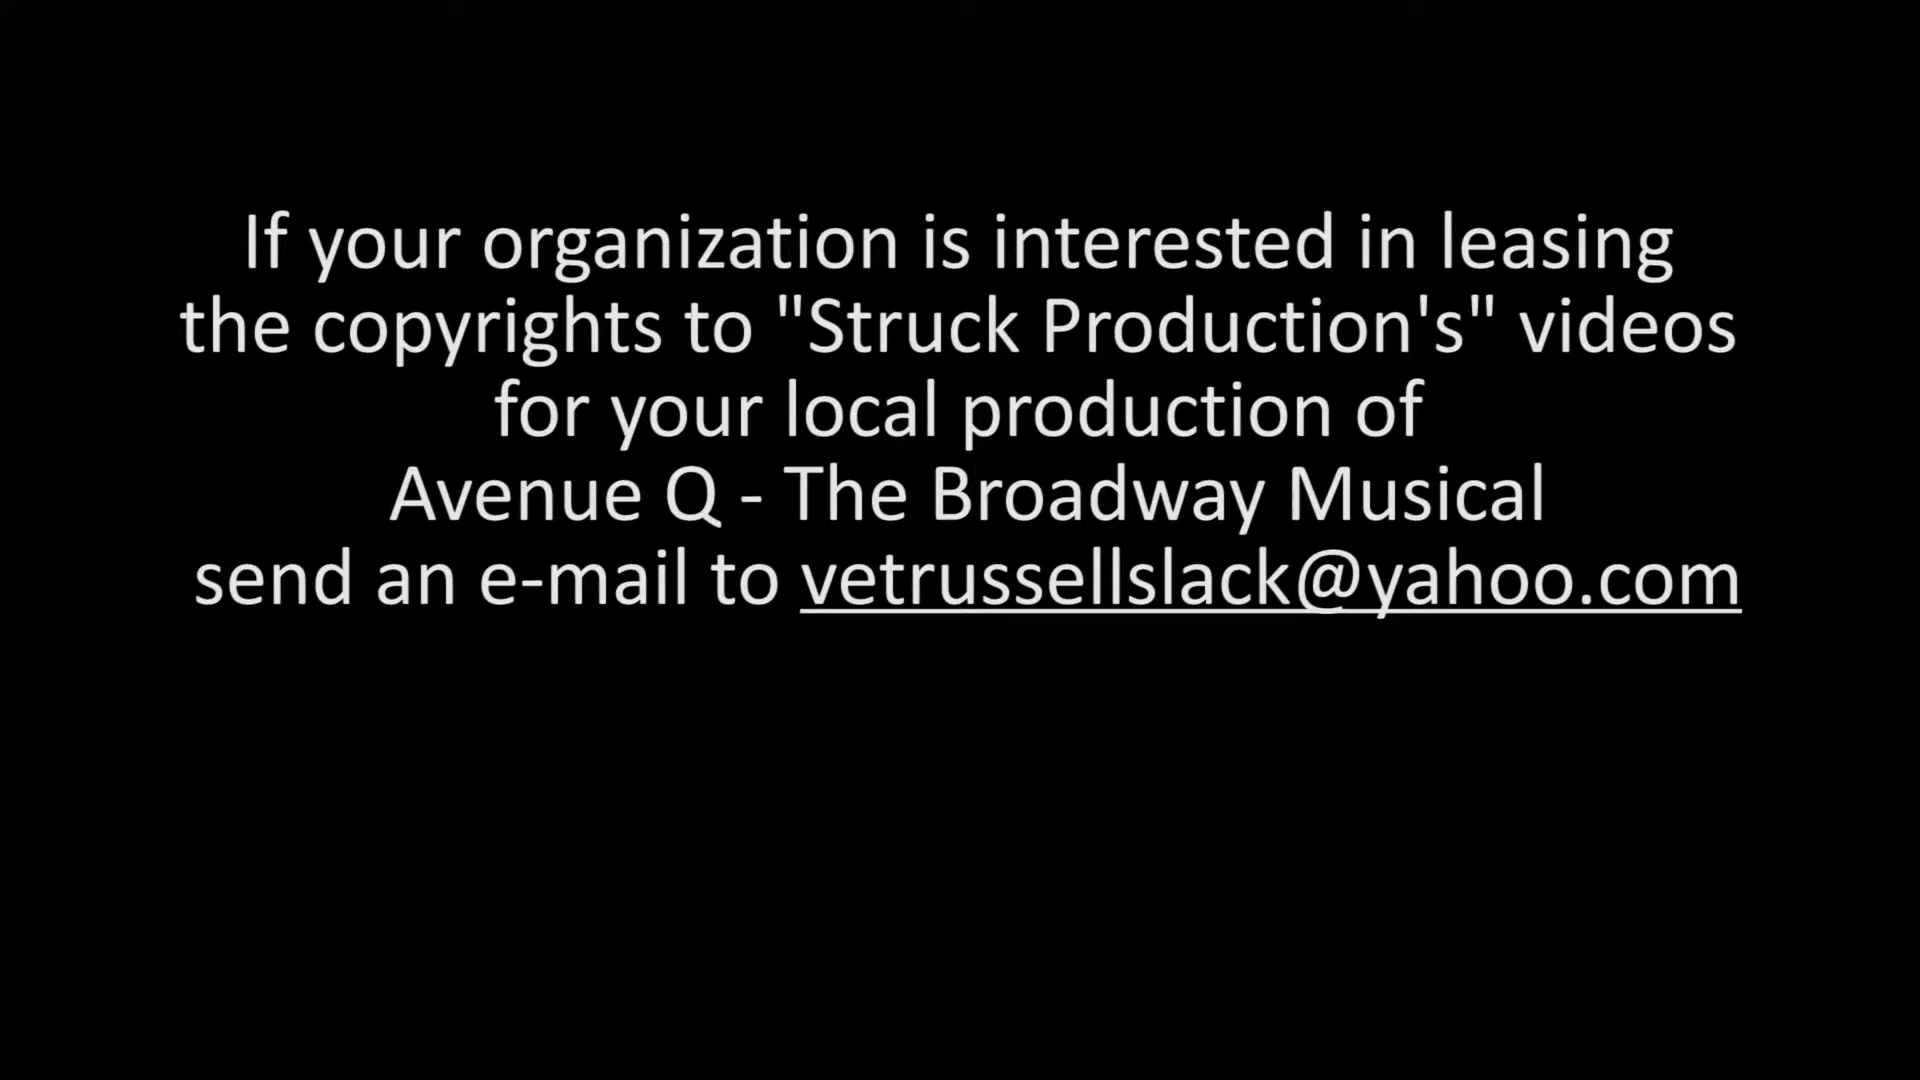 If your organization is interested in leasing
the copyrights to "Struck Production's" videos
for your local production of
Avenue Q - The Broadway Musical
send an e-mail to vetrussellslack@yahoo.com